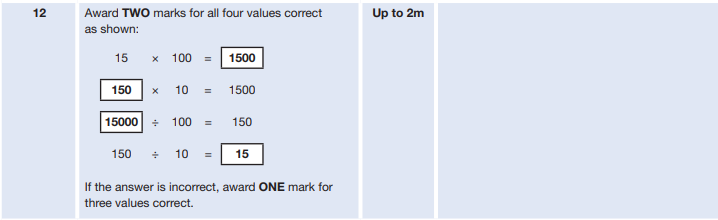 12 Award TWO marks for all four values correct Up to 2m
as shown:
15 × 100 = 1500
150 × 10 = 1500
15000 ÷ 100 = 150
150 ÷ 10 = 15
If the answer is incorrect, award ONE mark for
three values correct.